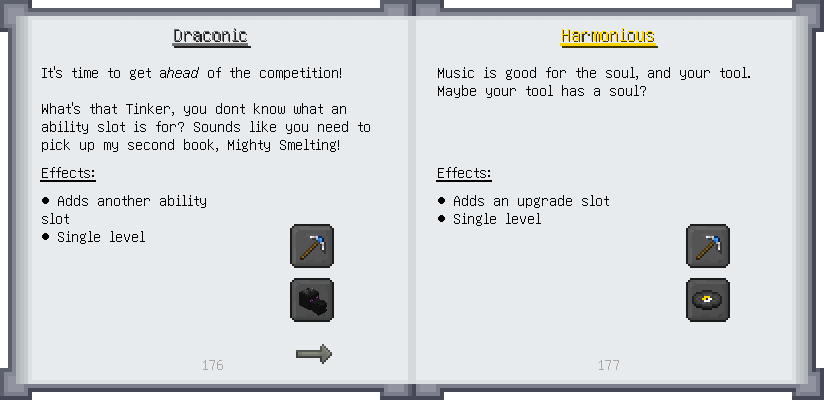 Draconic
It's time to get ahead of the competition!
What's that Tinker, you dont know what an
ability slot is for? Sounds like you need to
pick up my second book, Mighty Smelting!
Effects:
● Adds another ability
slot
● Single level
176
Harmonious
Music is good for the soul, and your tool.
Maybe your tool has a soul?
Effects:
● Adds an upgrade slot
● Single level
177